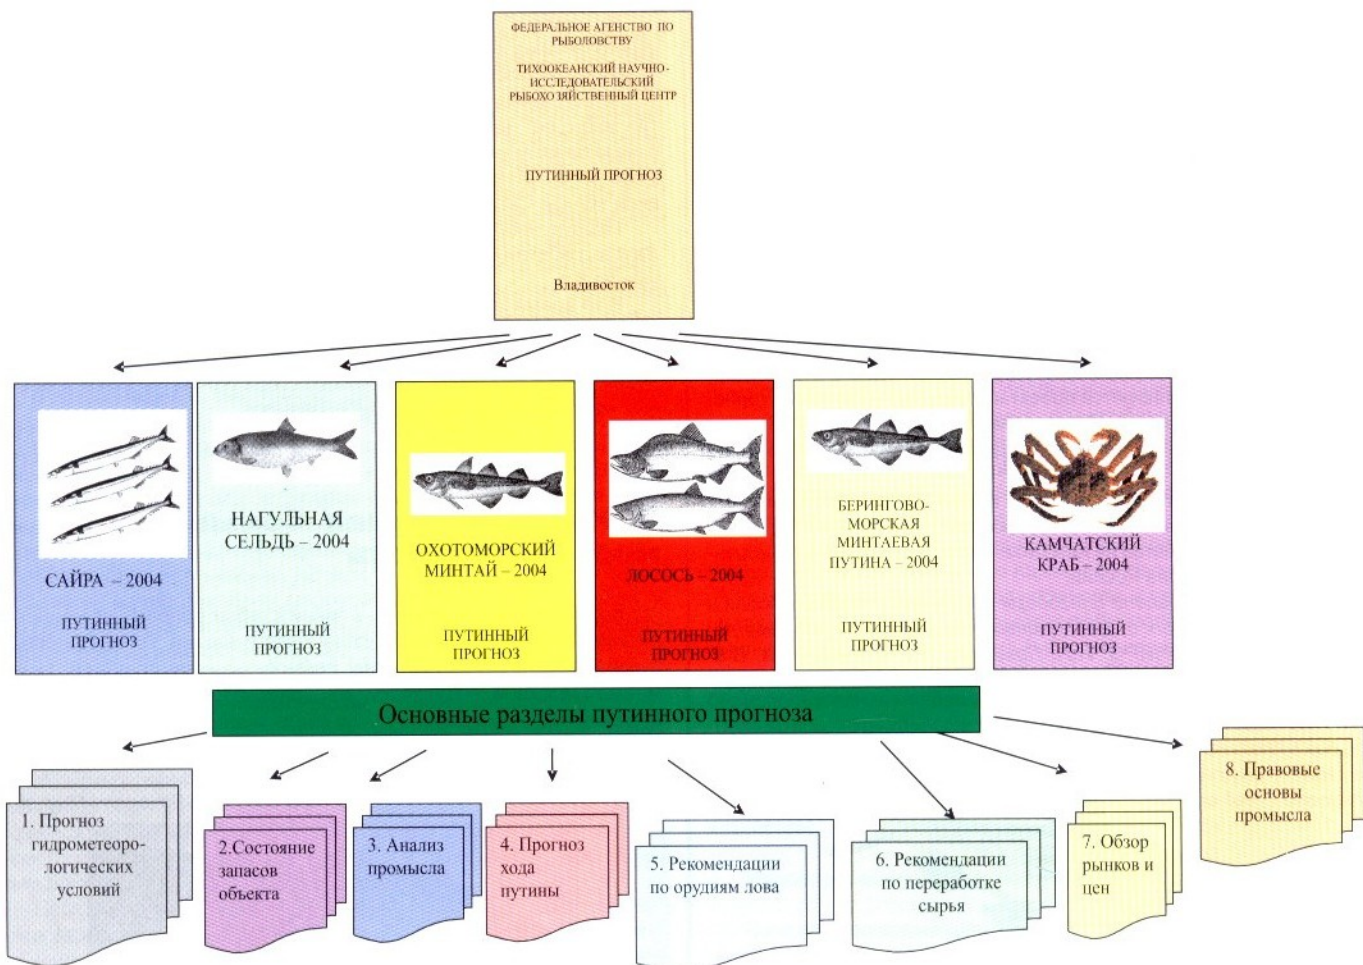 ФЕДЕРАЛЬНОЕ АГЕНСТВО ПО
РЫБОЛОВСТВУ
ТИХООКЕАНСКИЙ НАУЧНО-
ИССЛЕДОВАТЕЛЬСКИЙ
РЫБОХОЗЯЙСТВЕННЫЙ ЦЕНТР
ПУТИННЫЙ ПРОГНОЗ
Владивосток
САЙРА – 2004
ПУТИННЫЙ
ПРОГНОЗ
НАГУЛЬНАЯ
СЕЛЬДЬ – 2004
ПУТИННЫЙ
ПРОГНОЗ
ОХОТОМОРСКИЙ
МИНТАЙ – 2004
ПУТИННЫЙ
ПРОГНОЗ
ЛОСОСЬ – 2004
ПУТИННЫЙ
ПРОГНОЗ
БЕРИНГОВО-
МОРСКАЯ
МИНТАЕВАЯ
ПУТИНА – 2004
ПУТИННЫЙ
ПРОГНОЗ
КАМЧАТСКИЙ
КРАБ – 2004
ПУТИННЫЙ
ПРОГНОЗ
Основные разделы путинного прогноза
1. Прогноз
гидрометеоро-
логических
условий
2.Состояние
запасов
объекта
3. Анализ
промысла
4. Прогноз
хода
путины
5. Рекомендации
по орудиям лова
6. Рекомендации
по переработке
сырья
7. Обзор
рынков и
цен
8. Правовые
основы
промысла